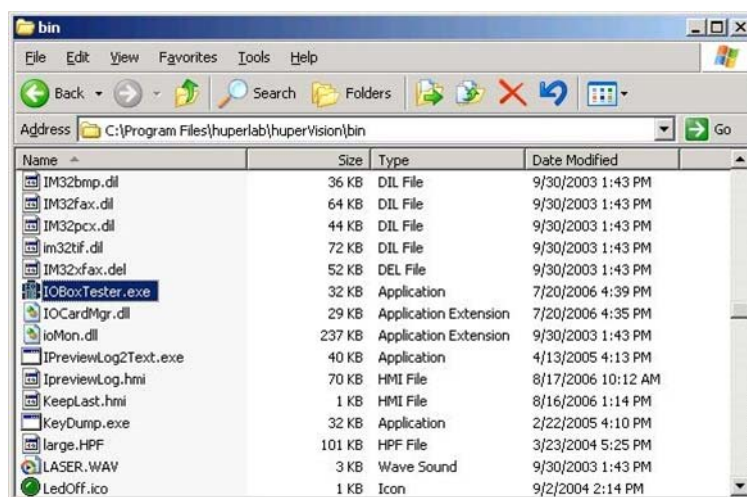 bin
File Edit View Favorites Tools Help
Back Search Folders
Address C:\Program Files\huperlab\huperVision\bin Go
Name Size Type Date Modified
IM32bmp.dil 36 KB DIL File 9/30/2003 1:43 PM
IM32fax.dil 64 KB DIL File 9/30/2003 1:43 PM
IM32pcx.dil 44 KB DIL File 9/30/2003 1:43 PM
im32tif.dil 72 KB DIL File 9/30/2003 1:43 PM
IM32xfax.del 52 KB DEL File 9/30/2003 1:43 PM
IOBoxTester.exe 32 KB Application 7/20/2006 4:39 PM
IOCardMgr.dll 29 KB Application Extension 7/20/2006 4:35 PM
ioMon.dll 237 KB Application Extension 9/30/2003 1:43 PM
IPreviewLog2Text.exe 40 KB Application 4/13/2005 4:13 PM
IpreviewLog.hmi 70 KB HMI File 8/17/2006 10:12 AM
KeepLast.hmi 1 KB HMI File 8/16/2006 1:14 PM
KeyDump.exe 32 KB Application 2/22/2005 4:10 PM
large.HPF 101 KB HPF File 3/23/2004 5:25 PM
LASER.WAV 3 KB Wave Sound 9/30/2003 1:43 PM
LedOff.ico 1 KB Icon 9/2/2004 2:14 PM